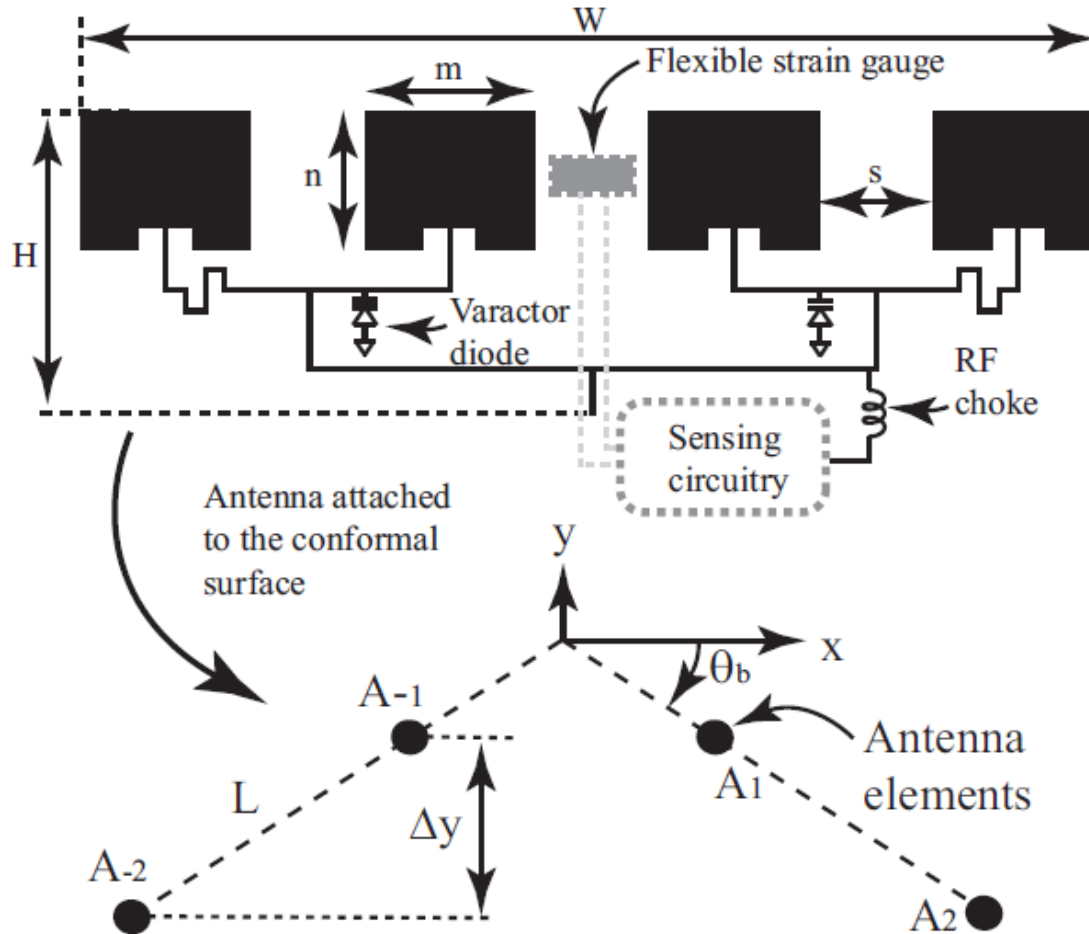 W
Flexible strain gauge
m
n
s
H
Varactor
diode
RF
choke
Sensing
circuitry
Antenna attached
to the conformal
surface
y
x
θb
A-1
A1
Antenna
elements
L
Δy
A-2
A2